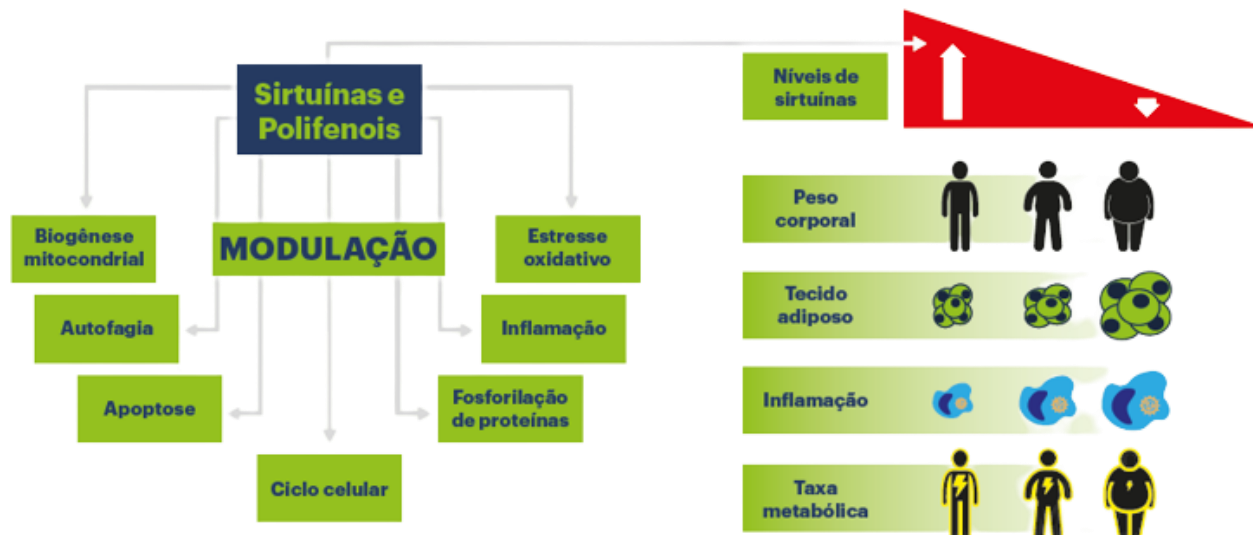 Sirtuínas e
Polifenois
MODULAÇÃO
Biogênese
mitocondrial
Autofagia
Apoptose
Ciclo celular
Fosforilação
de proteínas
Inflamação
Estresse
oxidativo
Níveis de
sirtuínas
Peso
corporal
Tecido
adiposo
Inflamação
Taxa
metabólica